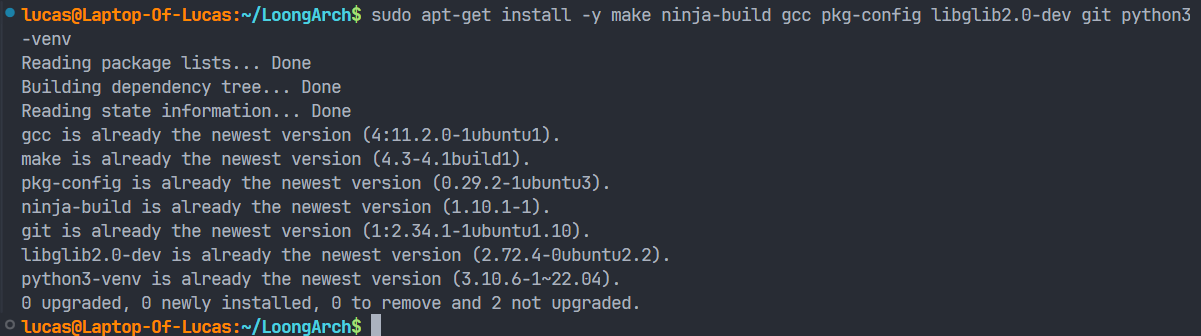 lucas@Laptop-Of-Lucas:~/LoongArch$ sudo apt-get install -y make ninja-build gcc pkg-config libglib2.0-dev git python3
-venv
Reading package lists... Done
Building dependency tree... Done
Reading state information... Done
gcc is already the newest version (4:11.2.0-1ubuntu1).
make is already the newest version (4.3-4.1build1).
pkg-config is already the newest version (0.29.2-1ubuntu3).
ninja-build is already the newest version (1.10.1-1).
git is already the newest version (1:2.34.1-1ubuntu1.10).
libglib2.0-dev is already the newest version (2.72.4-0ubuntu2.2).
python3-venv is already the newest version (3.10.6-1~22.04).
0 upgraded, 0 newly installed, 0 to remove and 2 not upgraded.
lucas@Laptop-Of-Lucas:~/LoongArch$